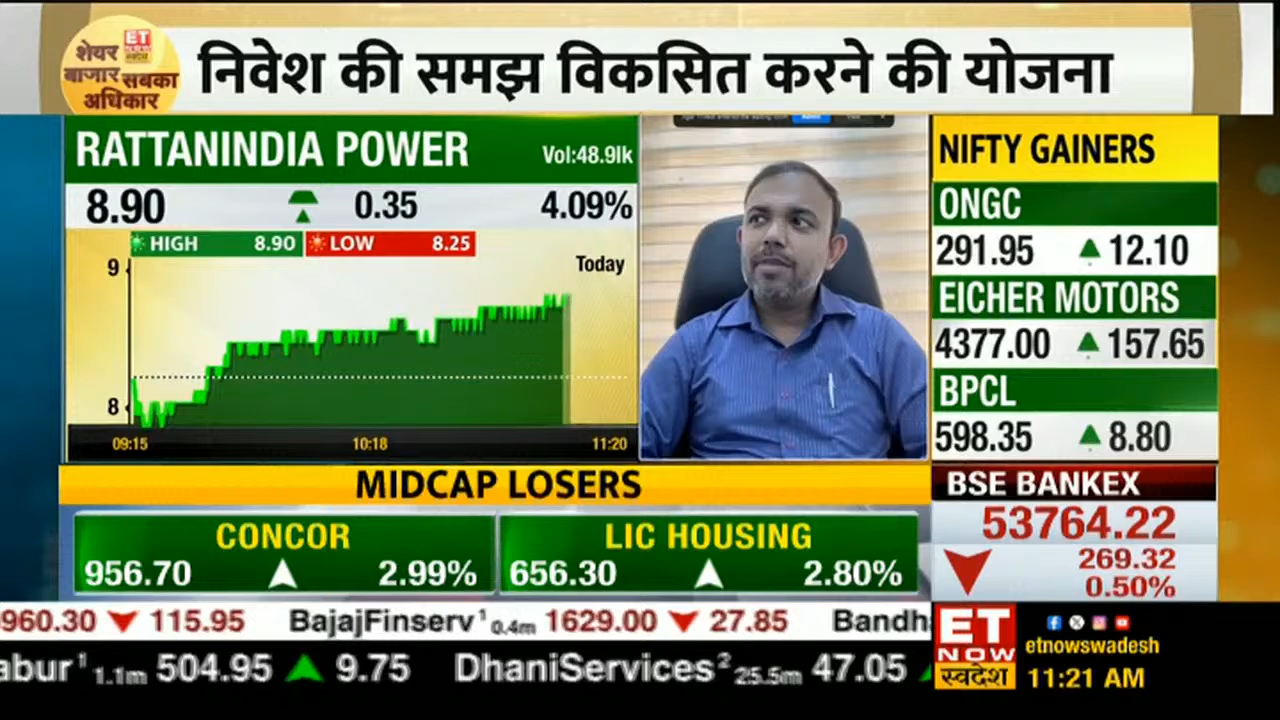 शेयर
ET
NOW
स्वदेश
बाज़ार सबका
अधिकार
निवेश की समझ विकसित करने की योजना
RATTANINDIA POWER Vol:48.9lk
8.90 0.35 4.09%
HIGH 8.90 LOW 8.25
Today
9
8
09:15 10:18 11:20
NIFTY GAINERS
ONGC
291.95 12.10
EICHER MOTORS
4377.00 157.65
BPCL
598.35 8.80
MIDCAP LOSERS
CONCOR
956.70 2.99%
LIC HOUSING
656.30 2.80%
BSE BANKEX
53764.22
269.32
0.50%
960.30 115.95 BajajFinserv 1 0.4m 1629.00 27.85 Bandh
abur 1 1.1m 504.95 9.75 DhaniServices 2 25.5m 47.05
ET
NOW
स्वदेश
etnowswadesh
11:21 AM